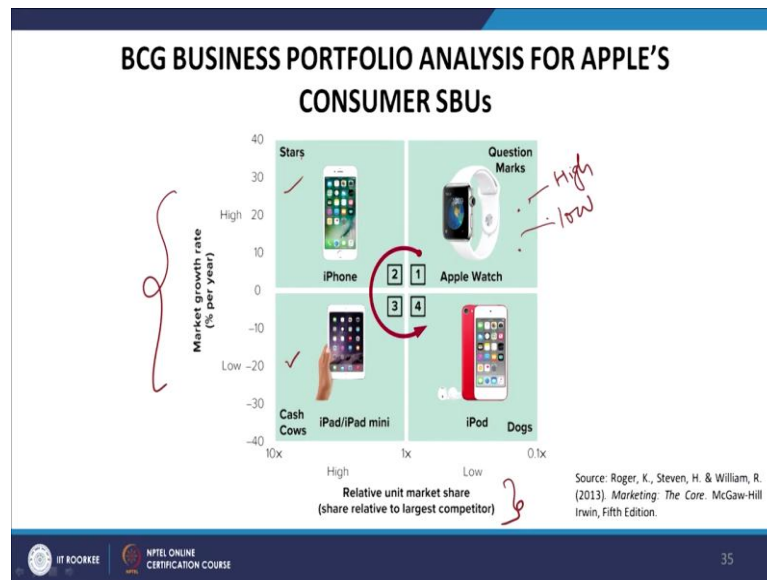 BCG BUSINESS PORTFOLIO ANALYSIS FOR APPLE'S
CONSUMER SBUs
40
30
20
10
0
-10
-20
-30
-40
High
Low
Market growth rate
(% per year)
Stars
iPhone
Question
Marks
Apple Watch
High
low
2 1
3 4
Cash
Cows
iPad/iPad mini
iPod
Dogs
10x
1x
0.1x
High
Low
Relative unit market share
(share relative to largest competitor)
Source: Roger, K., Steven, H. & William, R.
(2013). Marketing: The Core. McGaw-Hill
Irwin, Fifth Edition.
IIT ROORKEE
NPTEL ONLINE
CERTIFICATION COURSE
35